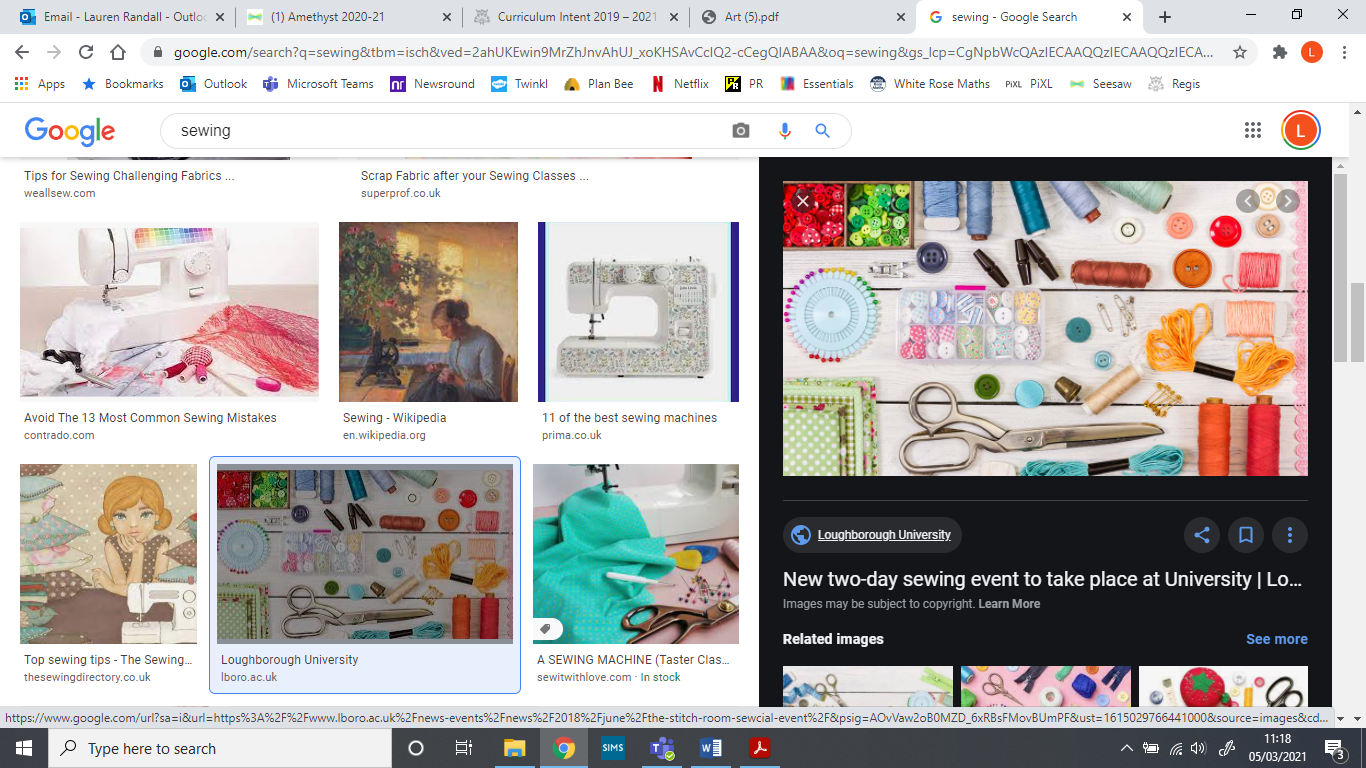 Email - Lauren Randall - Outloo
(1) Amethyst 2020-21
Curriculum Intent 2019 – 2021
Art (5).pdf
sewing - Google Search
google.com/search?q=sewing&tbm=isch&ved=2ahUKEwin9MrZhJnvAhUJ_xoKHSAvCcIQ2-cCegQIABAA&oq=sewing&gs_lcp=CgNpbWcQAzIECAAQQzIECAAQQzIECA...
L
Apps
Bookmarks
Outlook
Microsoft Teams
nr
Newsround
Twinkl
Plan Bee
Netflix
PR
Essentials
White Rose Maths
PiXL
PiXL
Seesaw
Regis
Google
sewing
L
Tips for Sewing Challenging Fabrics ...
weallsew.com
Scrap Fabric after your Sewing Classes ...
superprof.co.uk
Avoid The 13 Most Common Sewing Mistakes
contrado.com
Sewing - Wikipedia
en.wikipedia.org
11 of the best sewing machines
prima.co.uk
Loughborough University
New two-day sewing event to take place at University | Lo...
Images may be subject to copyright. Learn More
Related images
See more
Top sewing tips - The Sewing...
thesewingdirectory.co.uk
Loughborough University
lboro.ac.uk
A SEWING MACHINE (Taster Clas...
sewitwithlove.com · In stock
https://www.google.com/url?sa=i&url=https%3A%2F%2Fwww.lboro.ac.uk%2Fnews-events%2Fnews%2F2018%2Fjune%2Fthe-stitch-room-sewcial-event%2F&psig=AOvVaw2oB0MZD_6xRBsFMovBUmPF&ust=1615029766441000&source=images&cd...
Type here to search
SIMS
11:18
05/03/2021
3